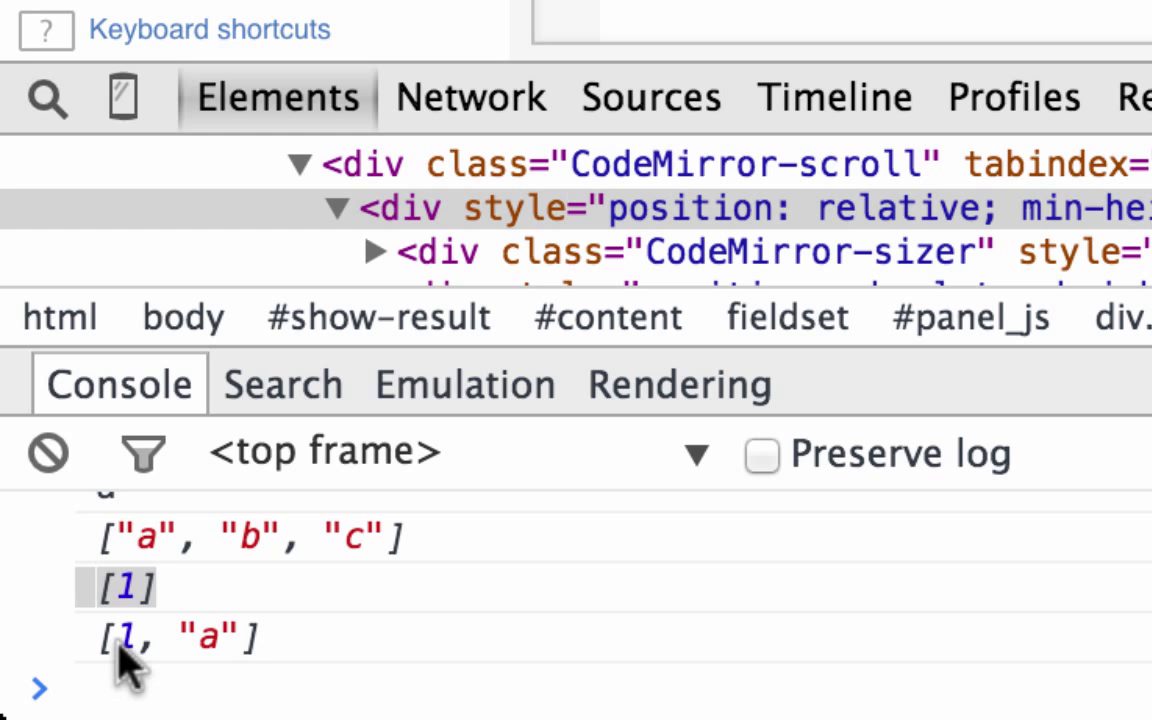 ? Keyboard shortcuts
Elements Network Sources Timeline Profiles Re
<div class="CodeMirror-scroll" tabindex="
<div style="position: relative; min-hei
<div class="CodeMirror-sizer" style="
html body #show-result #content fieldset #panel_js div.
Console Search Emulation Rendering
<top frame> Preserve log
["a", "b", "c"]
[1]
[1, "a"]